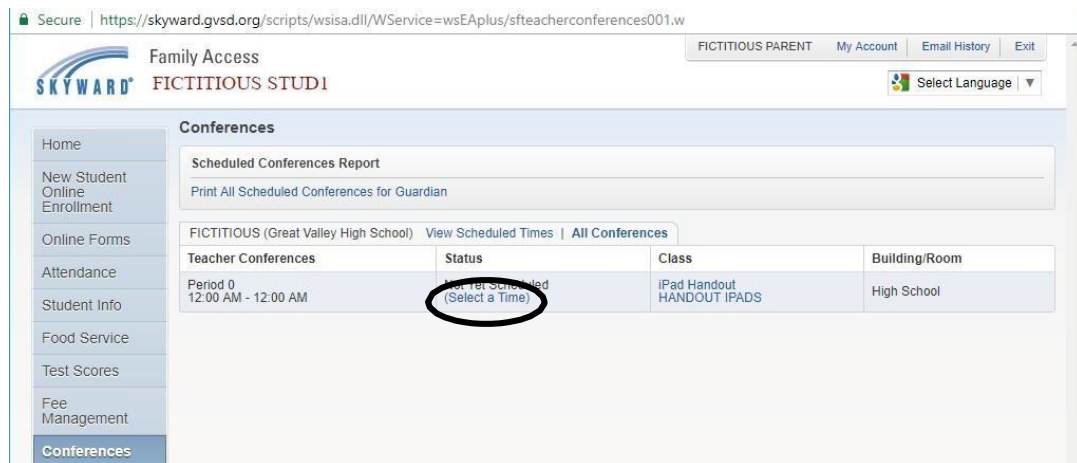 Secure | https://skyward.gvsd.org/scripts/wsisa.dll/WService=wsEAplus/sfteacherconferences001.w
SKYWARD
Family Access
FICTITIOUS STUD1
FICTITIOUS PARENT My Account Email History Exit
Select Language
Home
New Student
Online
Enrollment
Online Forms
Attendance
Student Info
Food Service
Test Scores
Fee
Management
Conferences
Conferences
Scheduled Conferences Report
Print All Scheduled Conferences for Guardian
FICTITIOUS (Great Valley High School) View Scheduled Times | All Conferences
Teacher Conferences Status Class Building/Room
Period 0
12:00 AM - 12:00 AM
Not Yet Scheduled
(Select a Time)
iPad Handout
HANDOUT IPADS
High School